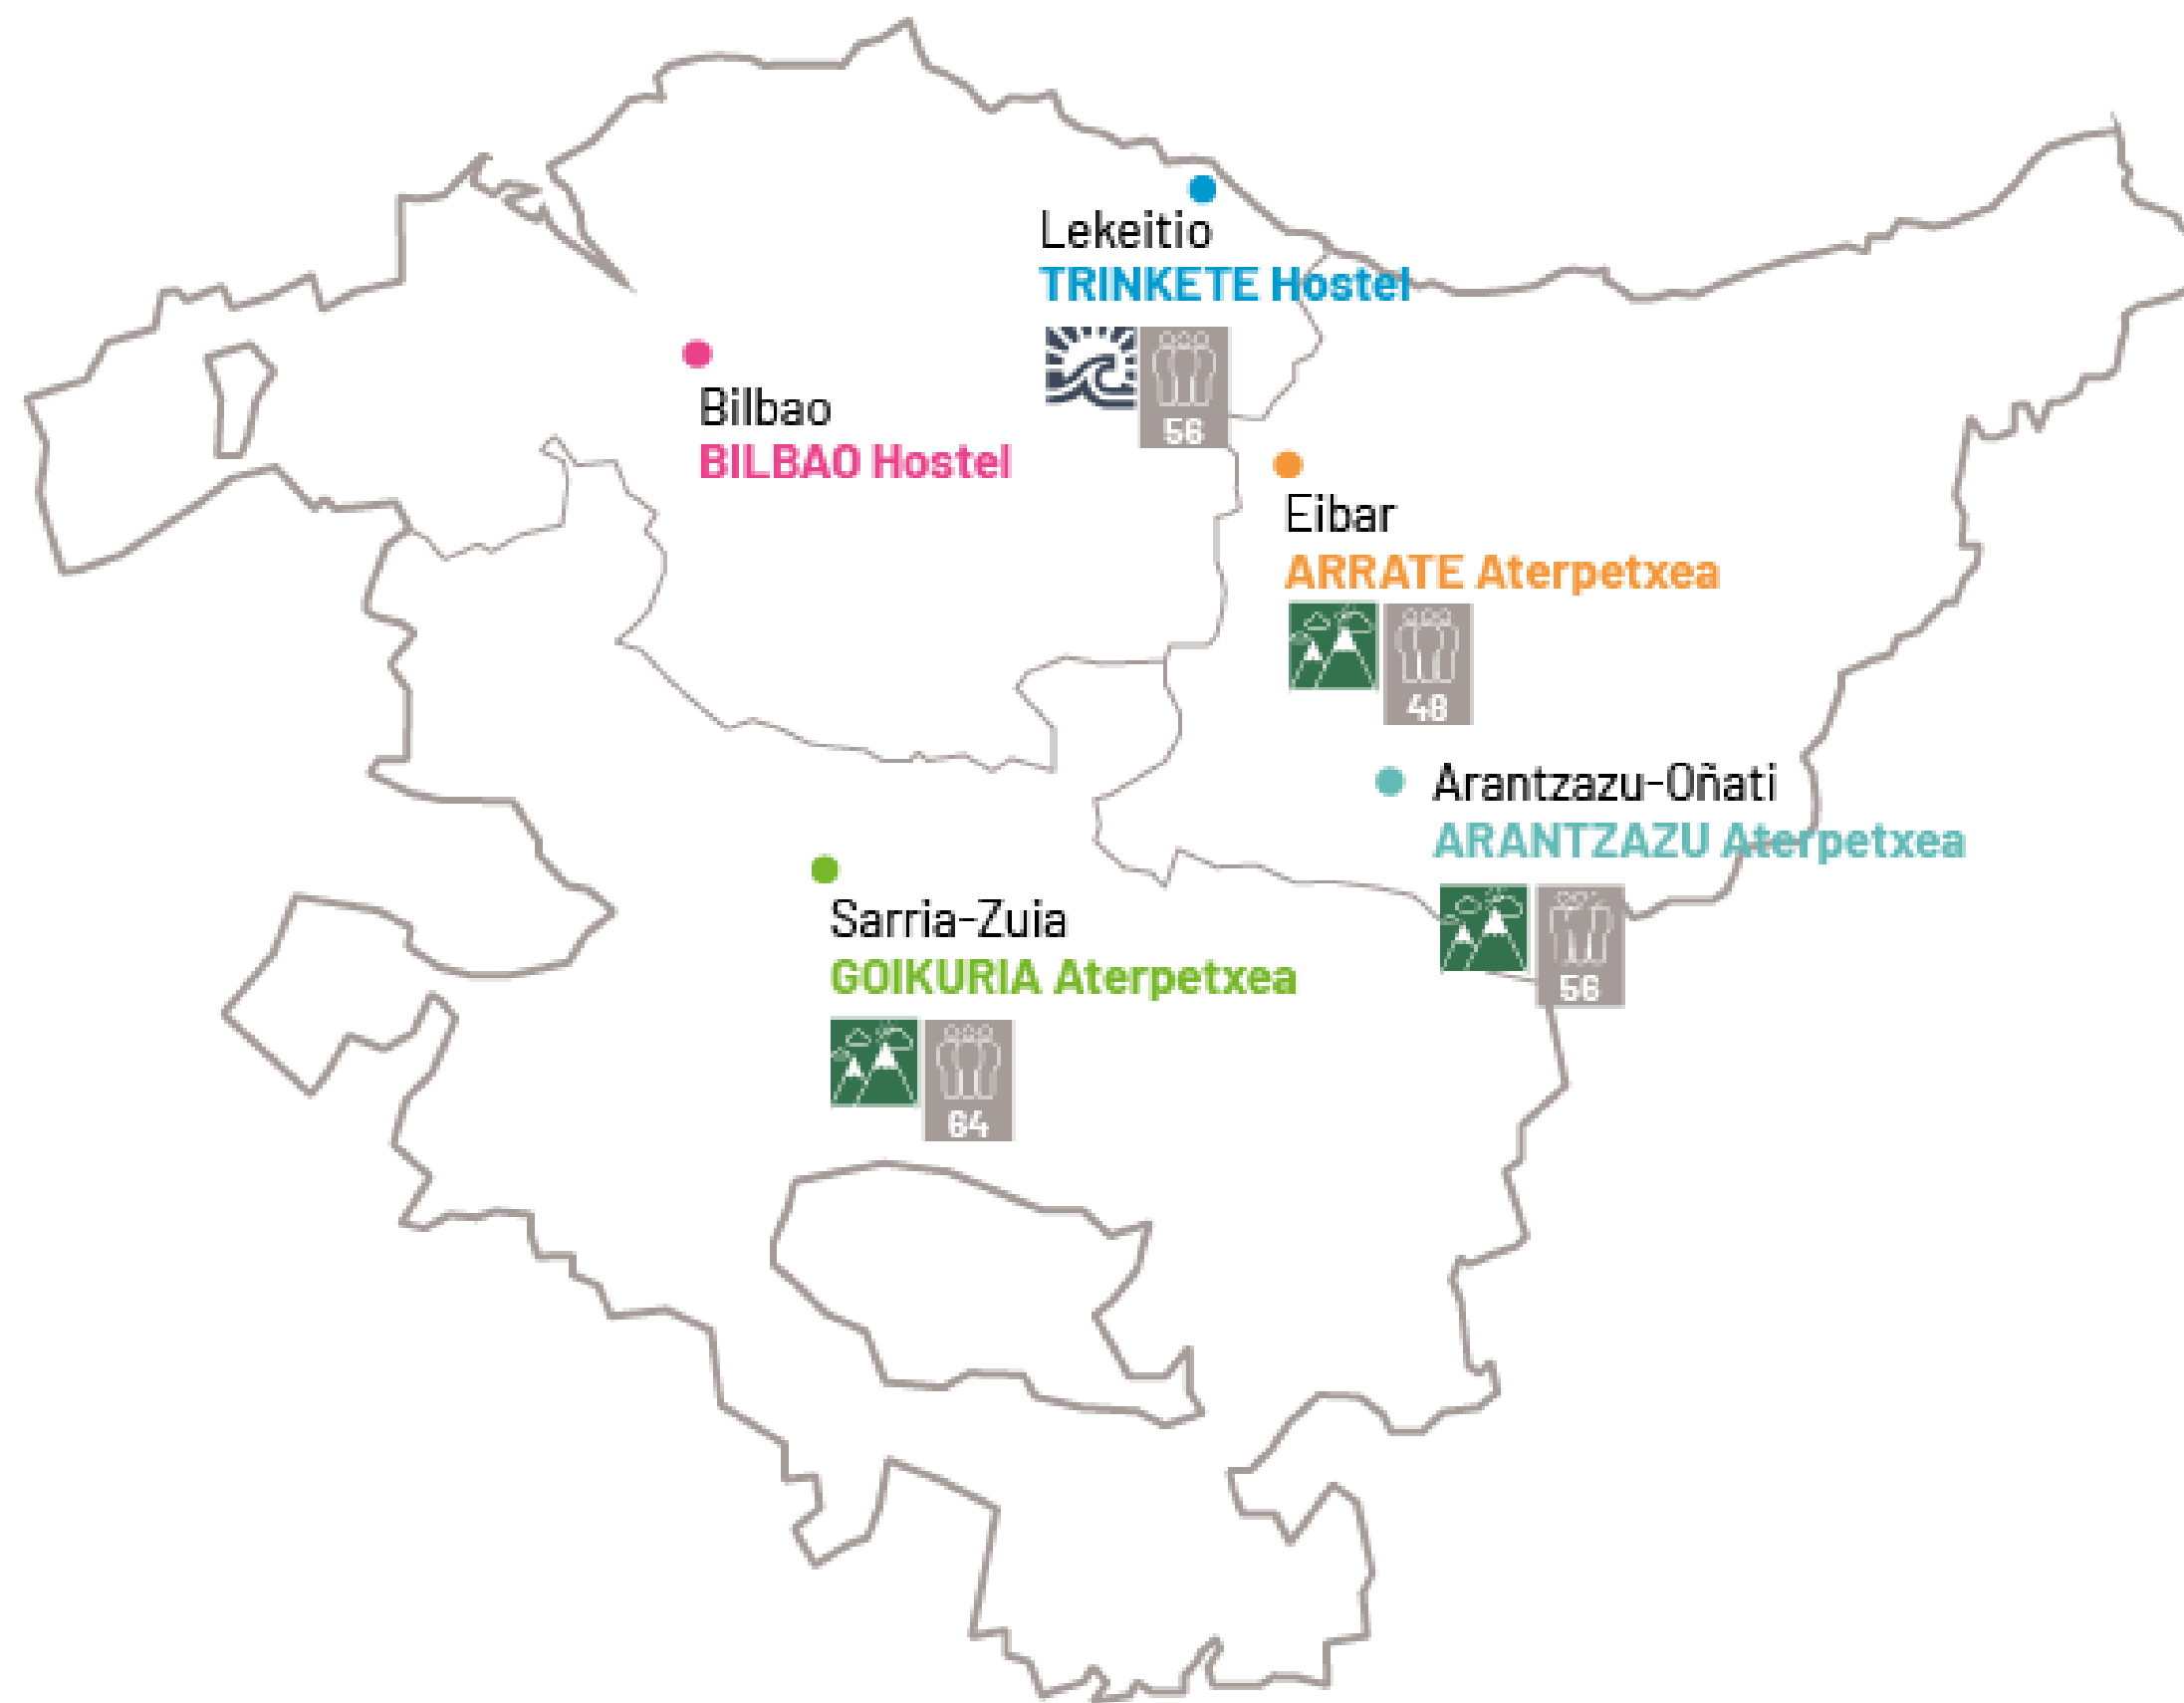 Lekeitio
TRINKETE Hostel
56
Bilbao
BILBAO Hostel
Eibar
ARRATE Aterpetxea
48
Arantzazu-Oñati
ARANTZAZU Aterpetxea
56
Sarria-Zuia
GOIKURIA Aterpetxea
64